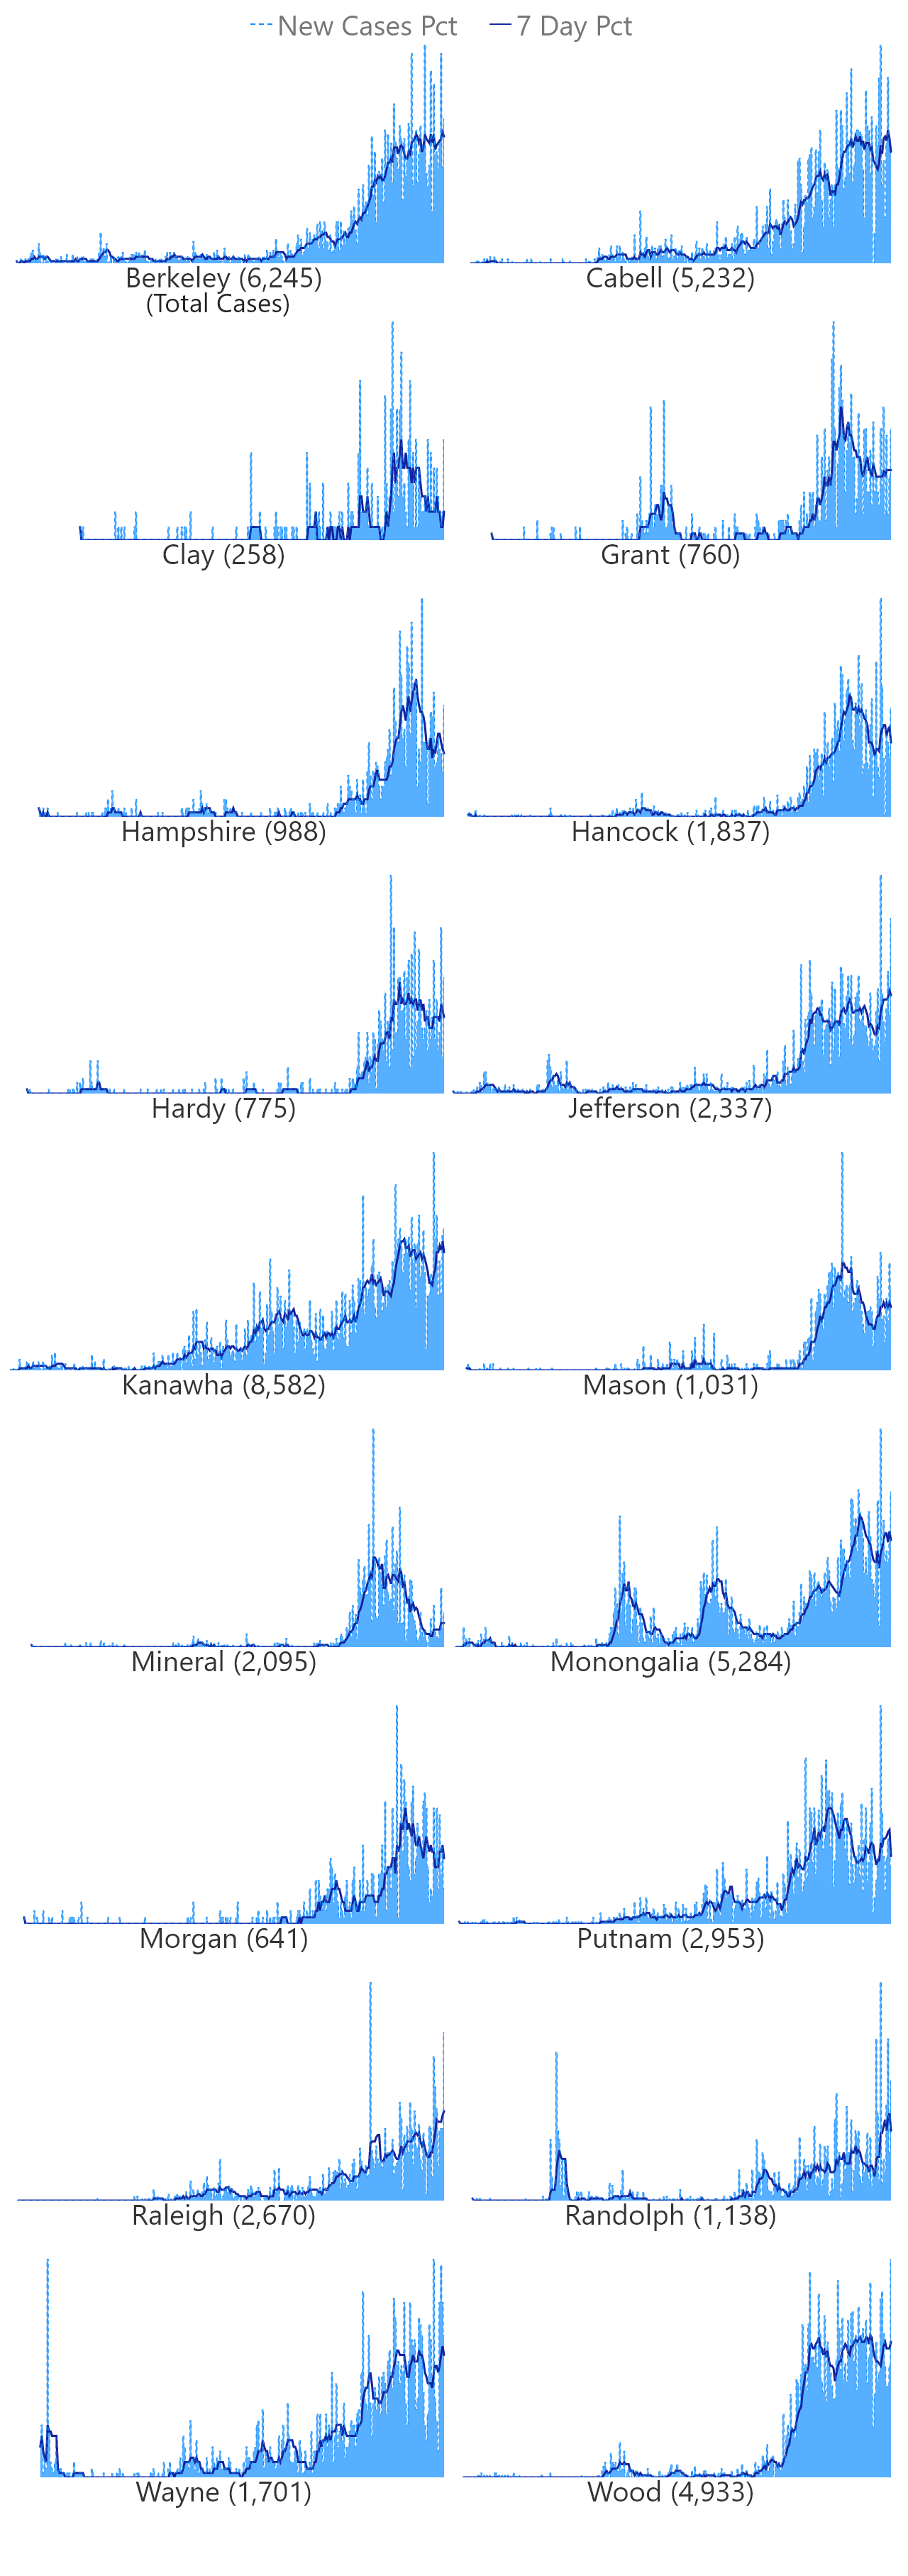 New Cases Pct 7 Day Pct
Berkeley (6,245) Cabell (5,232)
(Total Cases)
Clay (258) Grant (760)
Hampshire (988) Hancock (1,837)
Hardy (775) Jefferson (2,337)
Kanawha (8,582) Mason (1,031)
Mineral (2,095) Monongalia (5,284)
Morgan (641) Putnam (2,953)
Raleigh (2,670) Randolph (1,138)
Wayne (1,701) Wood (4,933)